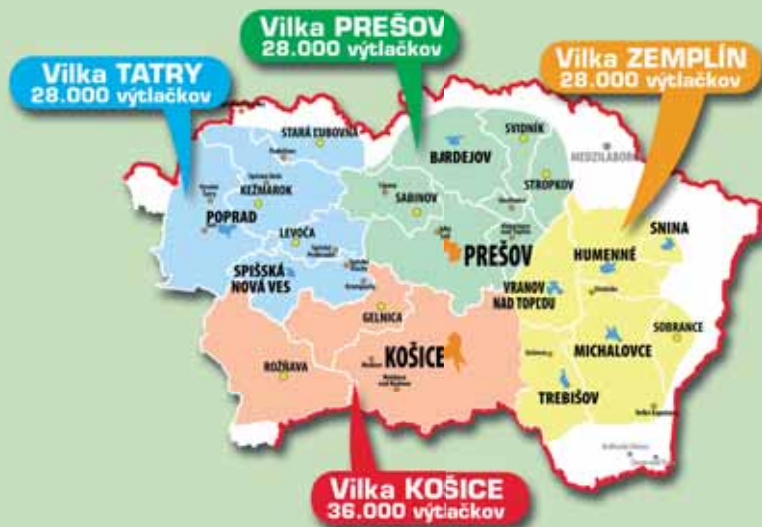 Vilka PREŠOV
28.000 výtlačkov
Vilka TATRY
28.000 výtlačkov
Vilka ZEMPLÍN
28.000 výtlačkov
STARÁ ĽUBOVŇA
SVIDNÍK
BARDEJOV
MEDZILABORCE
KEŽMAROK
SABINOV
STROPKOV
POPRAD
LEVOČA
SNINA
PREŠOV
HUMENNÉ
SPIŠSKÁ
NOVÁ VES
VRANOV
NAD TOPĽOU
GELNICA
SOBRANCE
KOŠICE
MICHALOVCE
ROŽŇAVA
TREBIŠOV
Vilka KOŠICE
36.000 výtlačkov